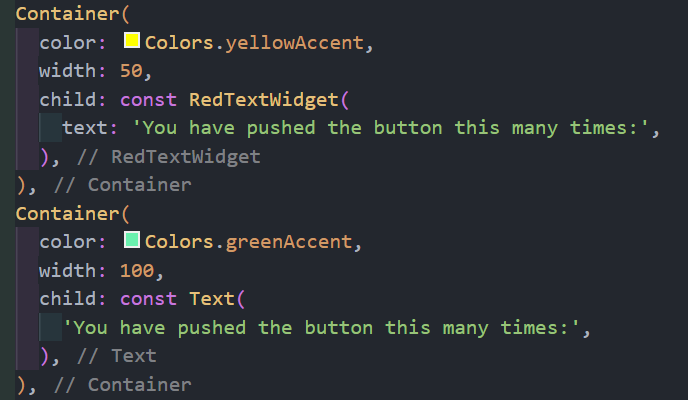 Container(
  color: Colors.yellowAccent,
  width: 50,
  child: const RedTextWidget(
    text: 'You have pushed the button this many times:',
  ), // RedTextWidget
), // Container
Container(
  color: Colors.greenAccent,
  width: 100,
  child: const Text(
    'You have pushed the button this many times:',
  ), // Text
), // Container